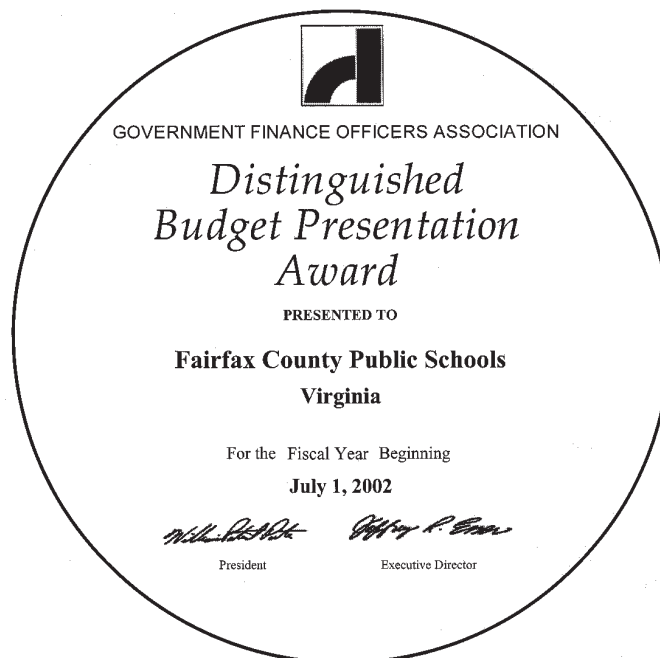 GOVERNMENT FINANCE OFFICERS ASSOCIATION
Distinguished
Budget Presentation
Award
PRESENTED TO
Fairfax County Public Schools
Virginia
For the Fiscal Year Beginning
July 1, 2002
President
Executive Director